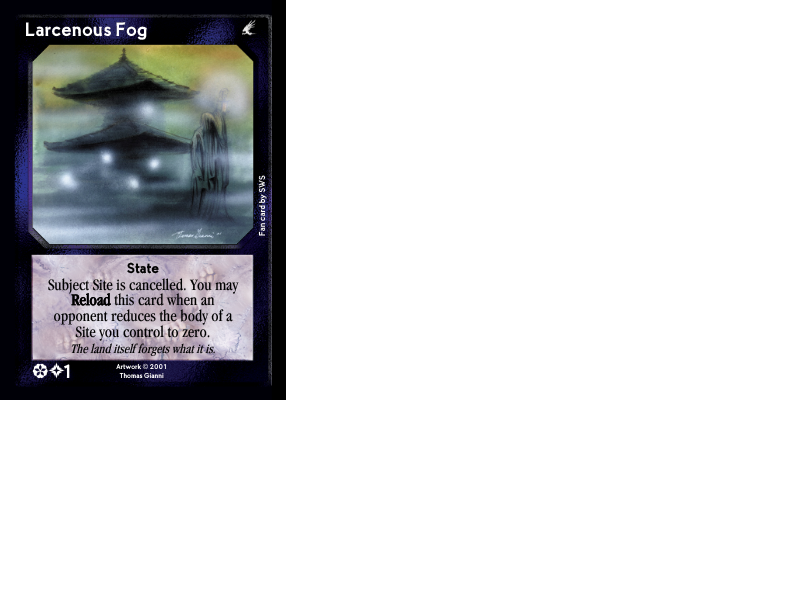 Larcenous Fog
Fan card by SWS
Thomas Gianni
State
Subject Site is cancelled. You may
Reload this card when an
opponent reduces the body of a
Site you control to zero.
The land itself forgets what it is.
1
Artwork © 2001
Thomas Gianni